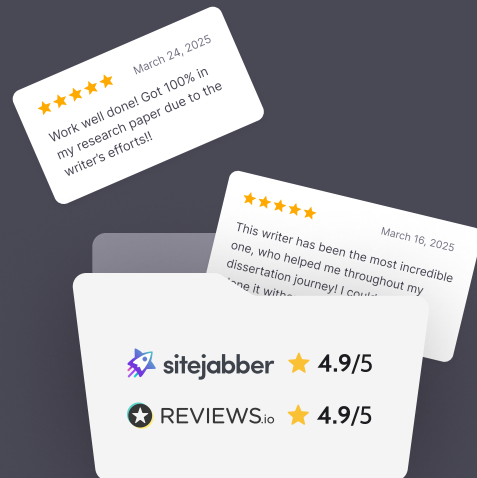 March 24, 2025
Work well done! Got 100% in
my research paper due to the
writer's efforts!!
March 16, 2025
This writer has been the most incredible
one, who helped me throughout my
dissertation journey! I
it
sitejabber 4.9/5
REVIEWS.io 4.9/5